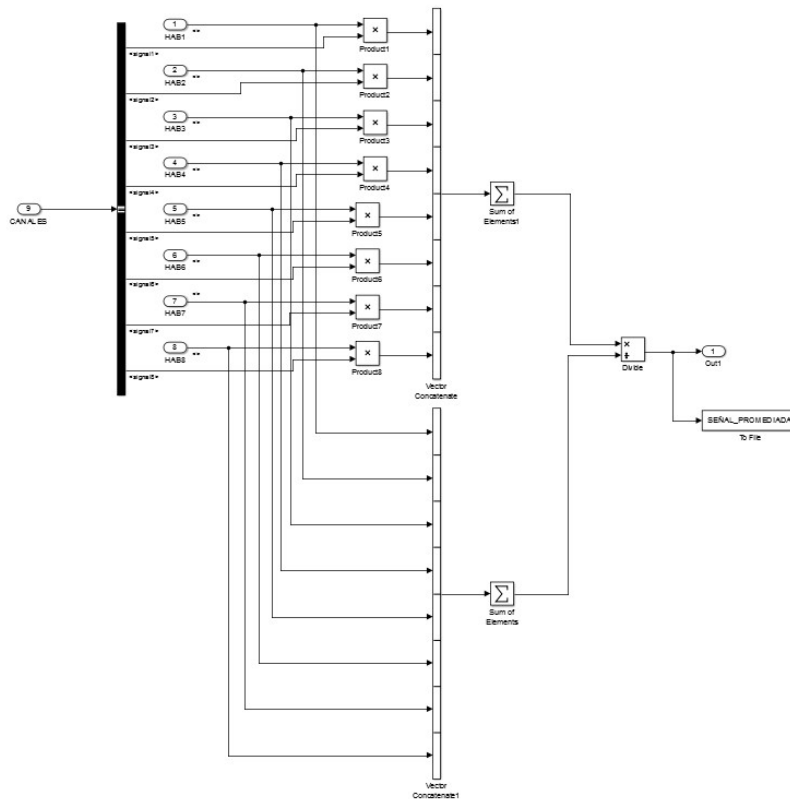 1
HAB1
<signal1>
×
Product1
2
HAB2
<signal2>
×
Product2
3
HAB3
<signal3>
×
Product3
4
HAB4
<signal4>
×
Product4
9
CANALES
5
HAB5
<signal5>
×
Product5
6
HAB6
<signal6>
×
Product6
7
HAB7
<signal7>
×
Product7
8
HAB8
<signal8>
×
Product8
Vector
Concatenate
Σ
Sum of
Elements1
×
÷
Divide
1
Out1
SEÑAL_PROMEDIADA
To File
Σ
Sum of
Elements
Vector
Concatenate1